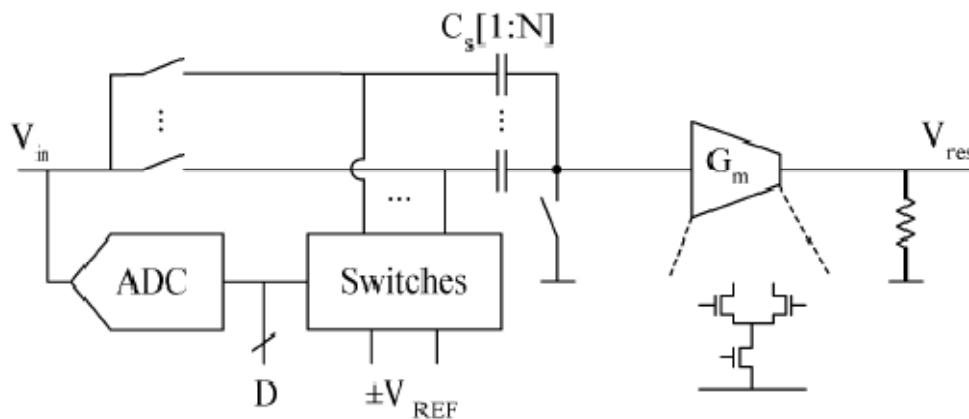 C_s[1:N]
V_in
⋮ ⋮
G_m
V_res
...
ADC
Switches
D
±V_REF